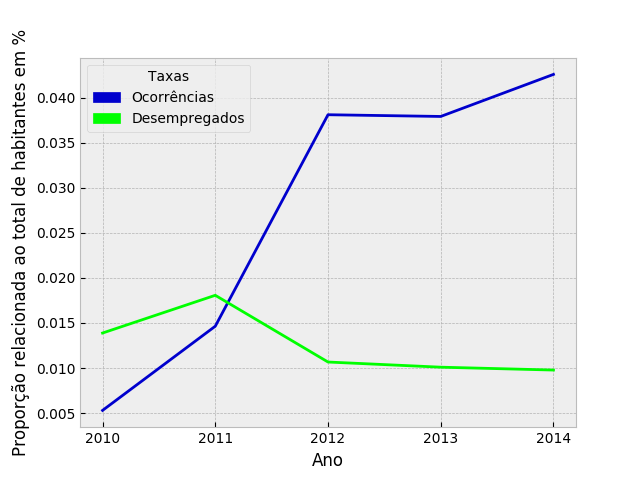 Proporção relacionada ao total de habitantes em %
Taxas
Ocorrências
Desempregados
0.040
0.035
0.030
0.025
0.020
0.015
0.010
0.005
2010 2011 2012 2013 2014
Ano